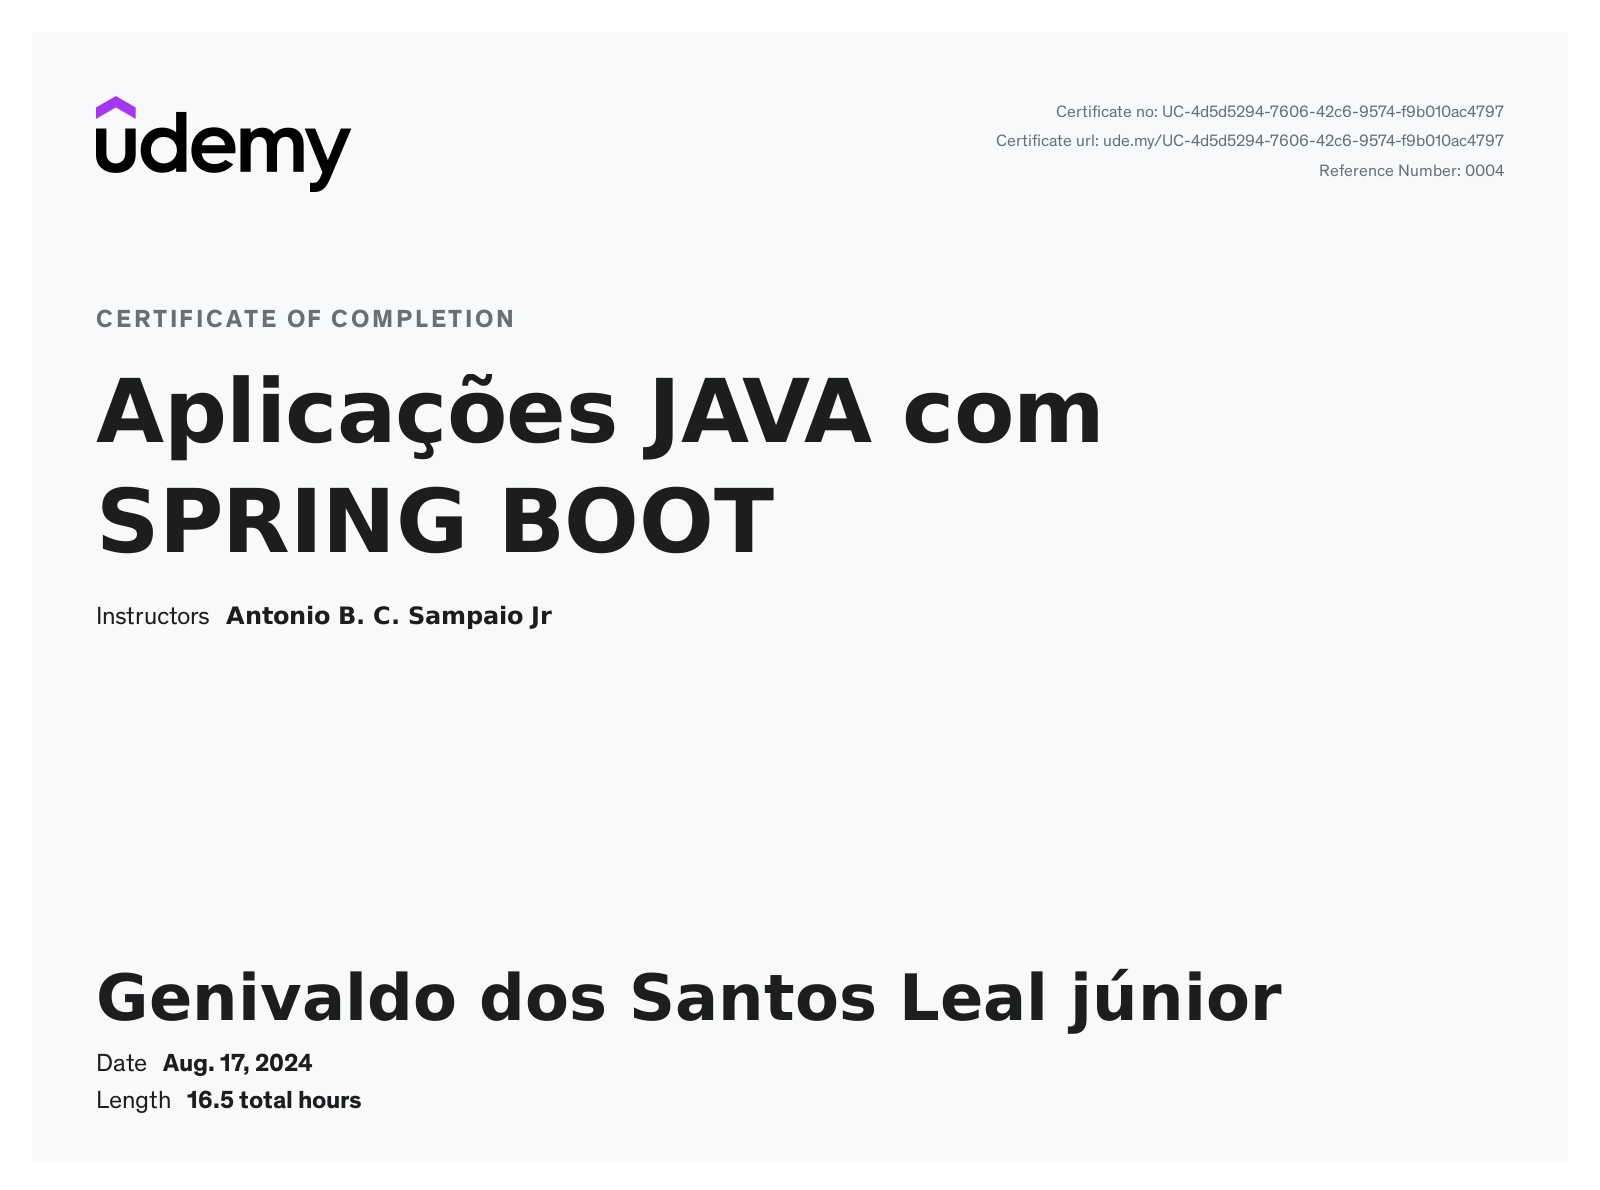 udemy
Certificate no: UC-4d5d5294-7606-42c6-9574-f9b010ac4797
Certificate url: ude.my/UC-4d5d5294-7606-42c6-9574-f9b010ac4797
Reference Number: 0004
CERTIFICATE OF COMPLETION
Aplicações JAVA com
SPRING BOOT
Instructors Antonio B. C. Sampaio Jr
Genivaldo dos Santos Leal júnior
Date Aug. 17, 2024
Length 16.5 total hours